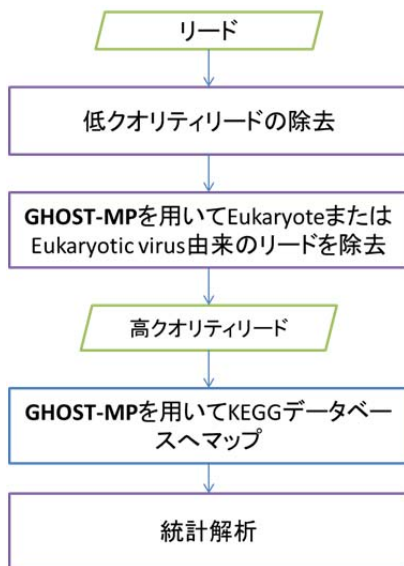 リード
低クオリティリードの除去
GHOST-MPを用いてEukaryoteまたは
Eukaryotic virus由来のリードを除去
高クオリティリード
GHOST-MPを用いてKEGGデータベー
スへマップ
統計解析